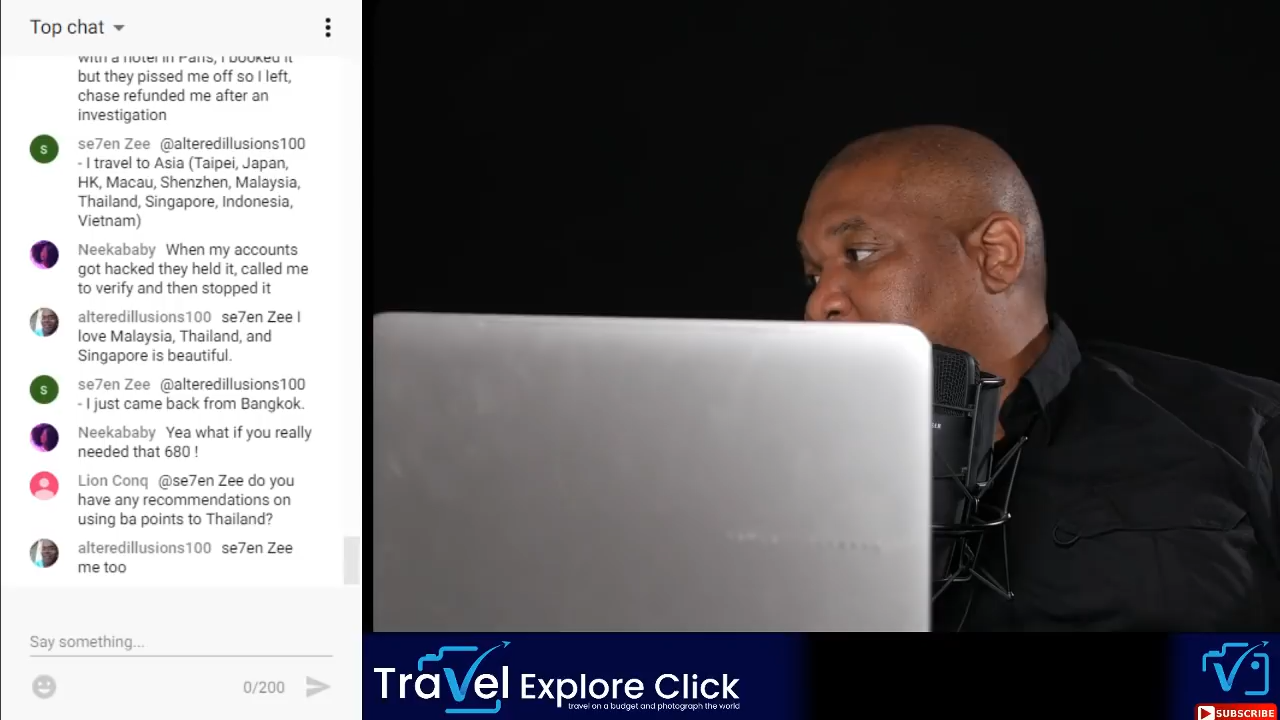 Top chat
with a hotel in Paris, I booked it
but they pissed me off so I left,
chase refunded me after an
investigation
s
se7en Zee @alteredillusions100
- I travel to Asia (Taipei, Japan,
HK, Macau, Shenzhen, Malaysia,
Thailand, Singapore, Indonesia,
Vietnam)
Neekababy When my accounts
got hacked they held it, called me
to verify and then stopped it
alteredillusions100 se7en Zee I
love Malaysia, Thailand, and
Singapore is beautiful.
s
se7en Zee @alteredillusions100
- I just came back from Bangkok.
Neekababy Yea what if you really
needed that 680 !
Lion Conq @se7en Zee do you
have any recommendations on
using ba points to Thailand?
alteredillusions100 se7en Zee
me too
Say something...
0/200
Travel Explore Click
travel on a budget and photograph the world
SUBSCRIBE